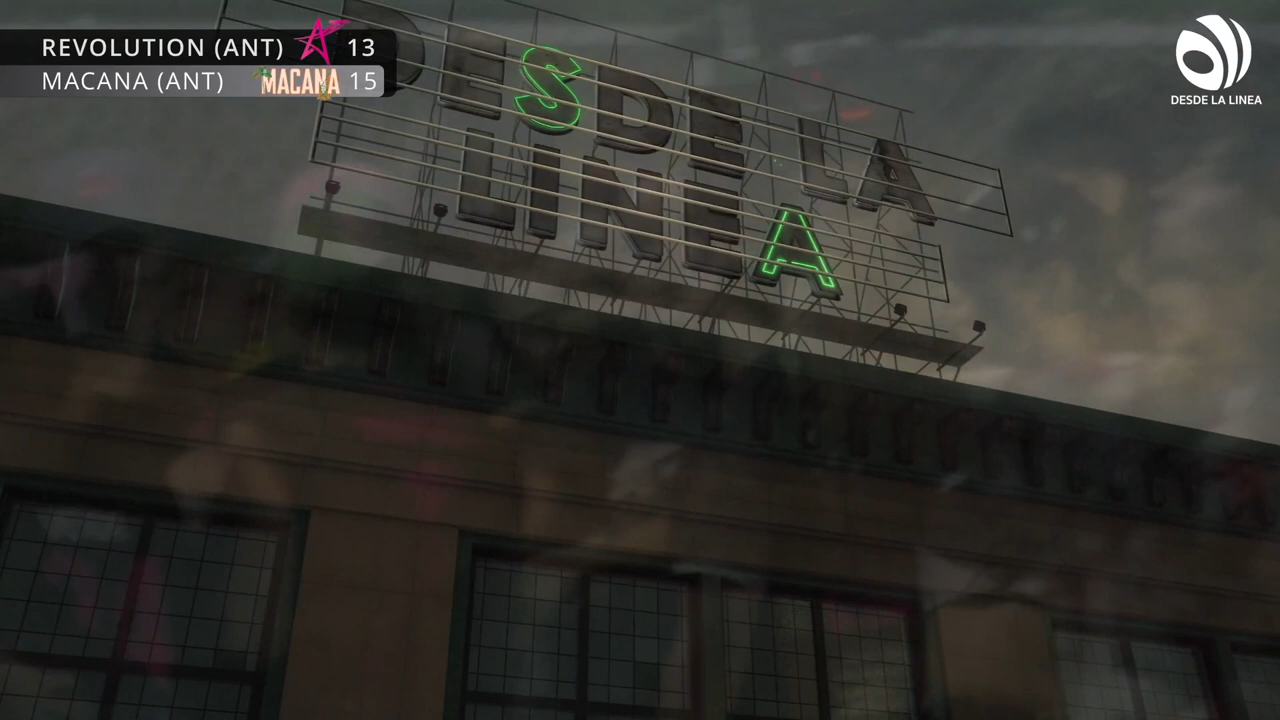 REVOLUTION (ANT) 13
MACANA (ANT) MACANA 15
DESDE LA LINEA
DESDE LA
LINEA